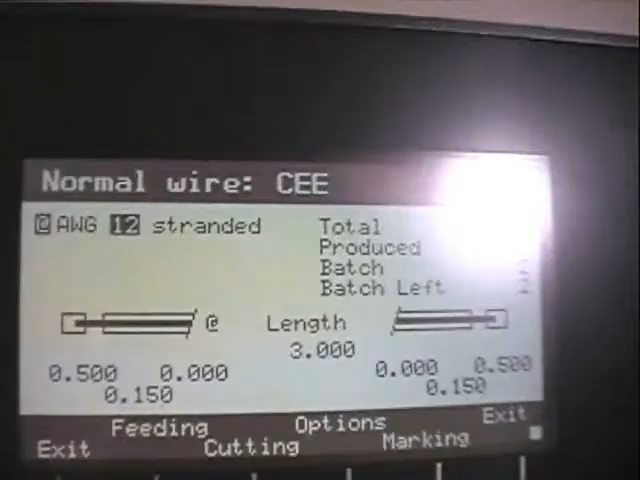 Normal wire: CEE
@ AWG 12 stranded
Total
Produced
Batch
Batch Left 2
@ Length
3.000
0.500 0.000 0.000 0.500
0.150 0.150
Feeding Options Exit
Exit Cutting Marking